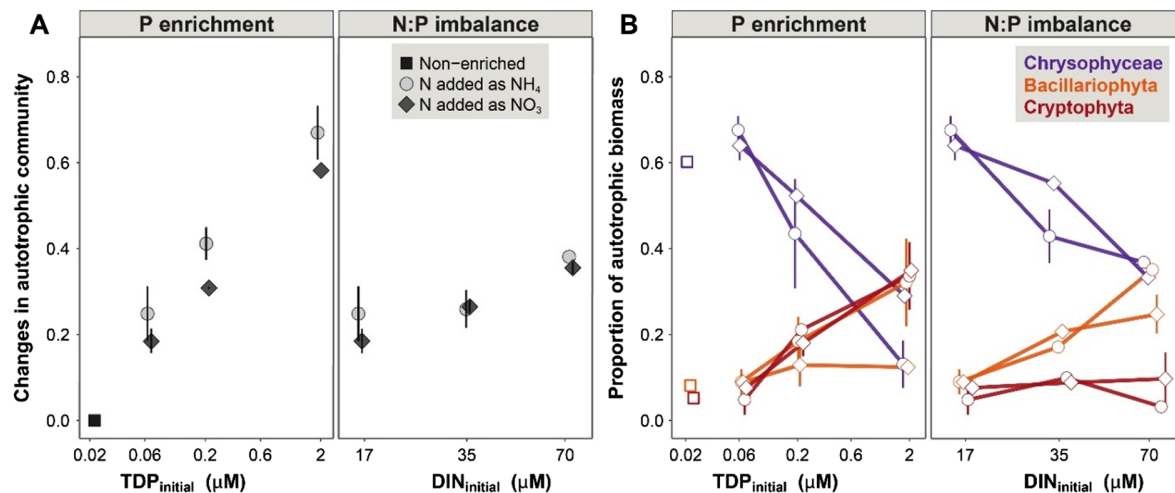 A
P enrichment
N:P imbalance
Non-enriched
N added as NH4
N added as NO3
Changes in autotrophic community
0.8
0.6
0.4
0.2
0.0
0.02 0.06 0.2 0.6 2
17 35 70
TDPinitial (μM)
DINinitial (μM)
B
P enrichment
N:P imbalance
Chrysophyceae
Bacillariophyta
Cryptophyta
Proportion of autotrophic biomass
0.8
0.6
0.4
0.2
0.0
0.02 0.06 0.2 0.6 2
17 35 70
TDPinitial (μM)
DINinitial (μM)